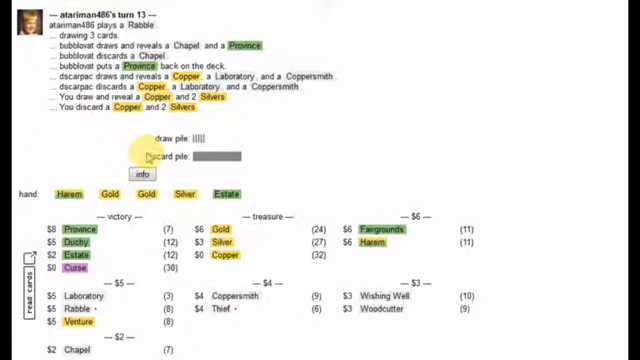 — atariman486's turn 13 —
atariman486 plays a Rabble.
... drawing 3 cards.
... bubblovat draws and reveals a Chapel and a Province.
... bubblovat discards a Chapel.
... bubblovat puts a Province back on the deck.
... dscarpac draws and reveals a Copper, a Laboratory, and a Coppersmith.
... dscarpac discards a Copper, a Laboratory, and a Coppersmith.
... You draw and reveal a Copper and 2 Silvers.
... You discard a Copper and 2 Silvers.
draw pile: |||||
discard pile:
info
hand: Harem Gold Gold Silver Estate
— victory — — treasure — — $6 —
$8 Province (7) $6 Gold (24) $6 Fairgrounds (11)
$5 Duchy (12) $3 Silver (27) $6 Harem (11)
$2 Estate (12) $0 Copper (32)
$0 Curse (30)
read cards
— $5 — — $4 — — $3 —
$5 Laboratory (3) $4 Coppersmith (9) $3 Wishing Well (10)
$5 Rabble • (8) $4 Thief • (6) $3 Woodcutter (9)
$5 Venture (8)
— $2 —
$2 Chapel (7)